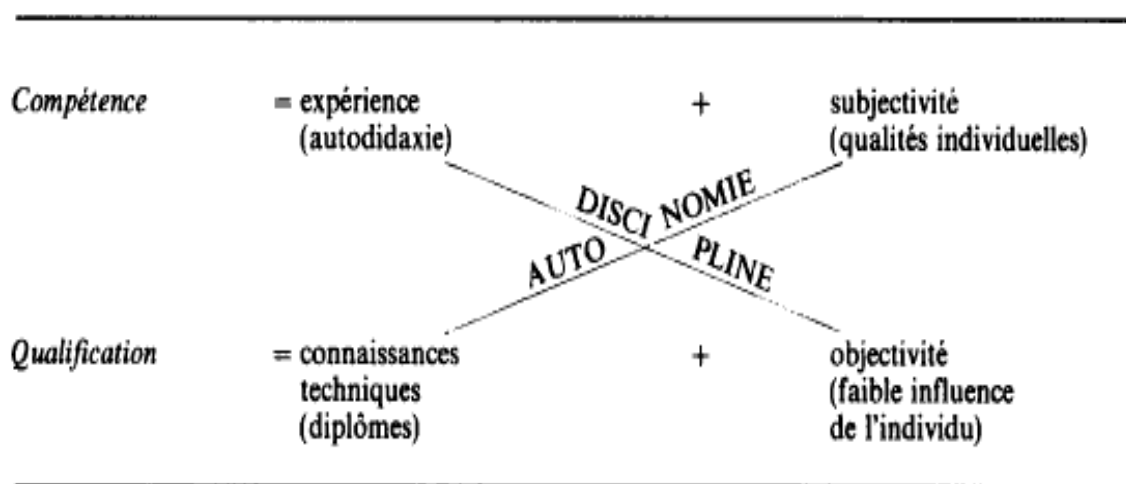 Compétence = expérience + subjectivité
(autodidaxie) (qualités individuelles)
DISCI NOMIE
AUTO PLINE
Qualification = connaissances + objectivité
techniques (faible influence
(diplômes) de l'individu)